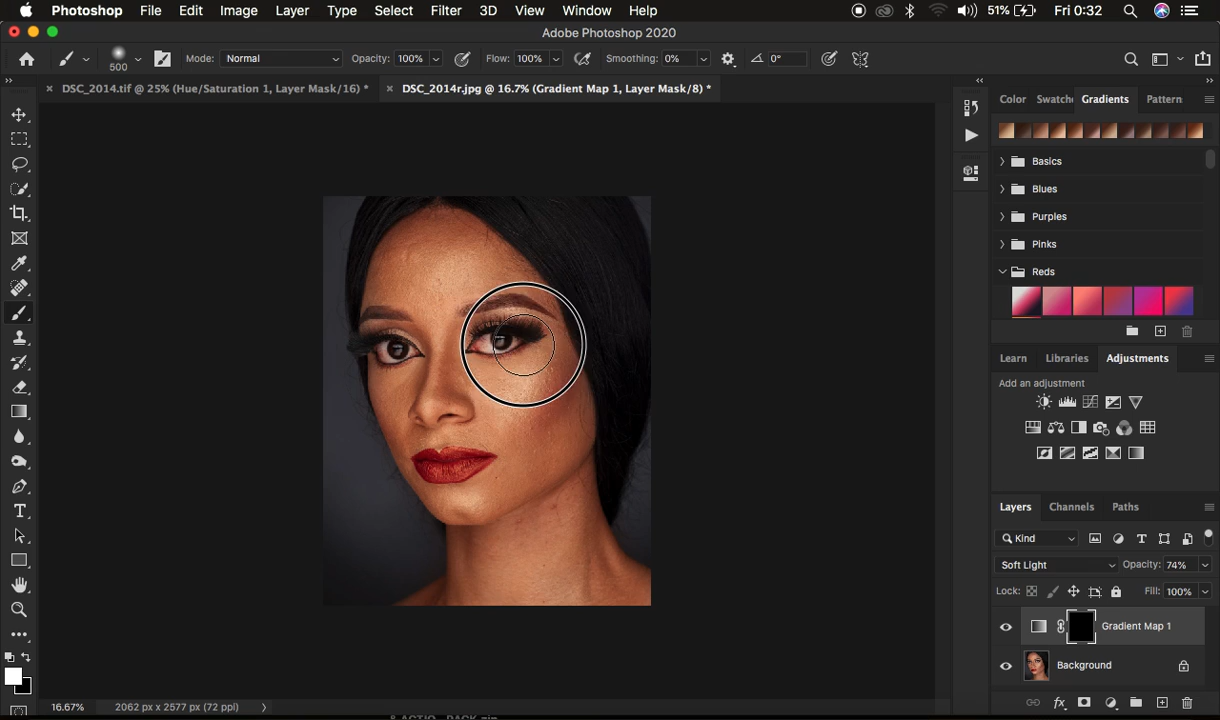 Photoshop File Edit Image Layer Type Select Filter 3D View Window Help 51% Fri 0:32
Adobe Photoshop 2020
500 Mode: Normal Opacity: 100% Flow: 100% Smoothing: 0% 0°
DSC_2014.tif @ 25% (Hue/Saturation 1, Layer Mask/16) * DSC_2014r.jpg @ 16.7% (Gradient Map 1, Layer Mask/8) *
Color Swatche Gradients Pattern
Basics
Blues
Purples
Pinks
Reds
Learn Libraries Adjustments
Add an adjustment
Layers Channels Paths
Kind
Soft Light Opacity: 74%
Lock: Fill: 100%
Gradient Map 1
Background
16.67% 2062 px x 2577 px (72 ppi)